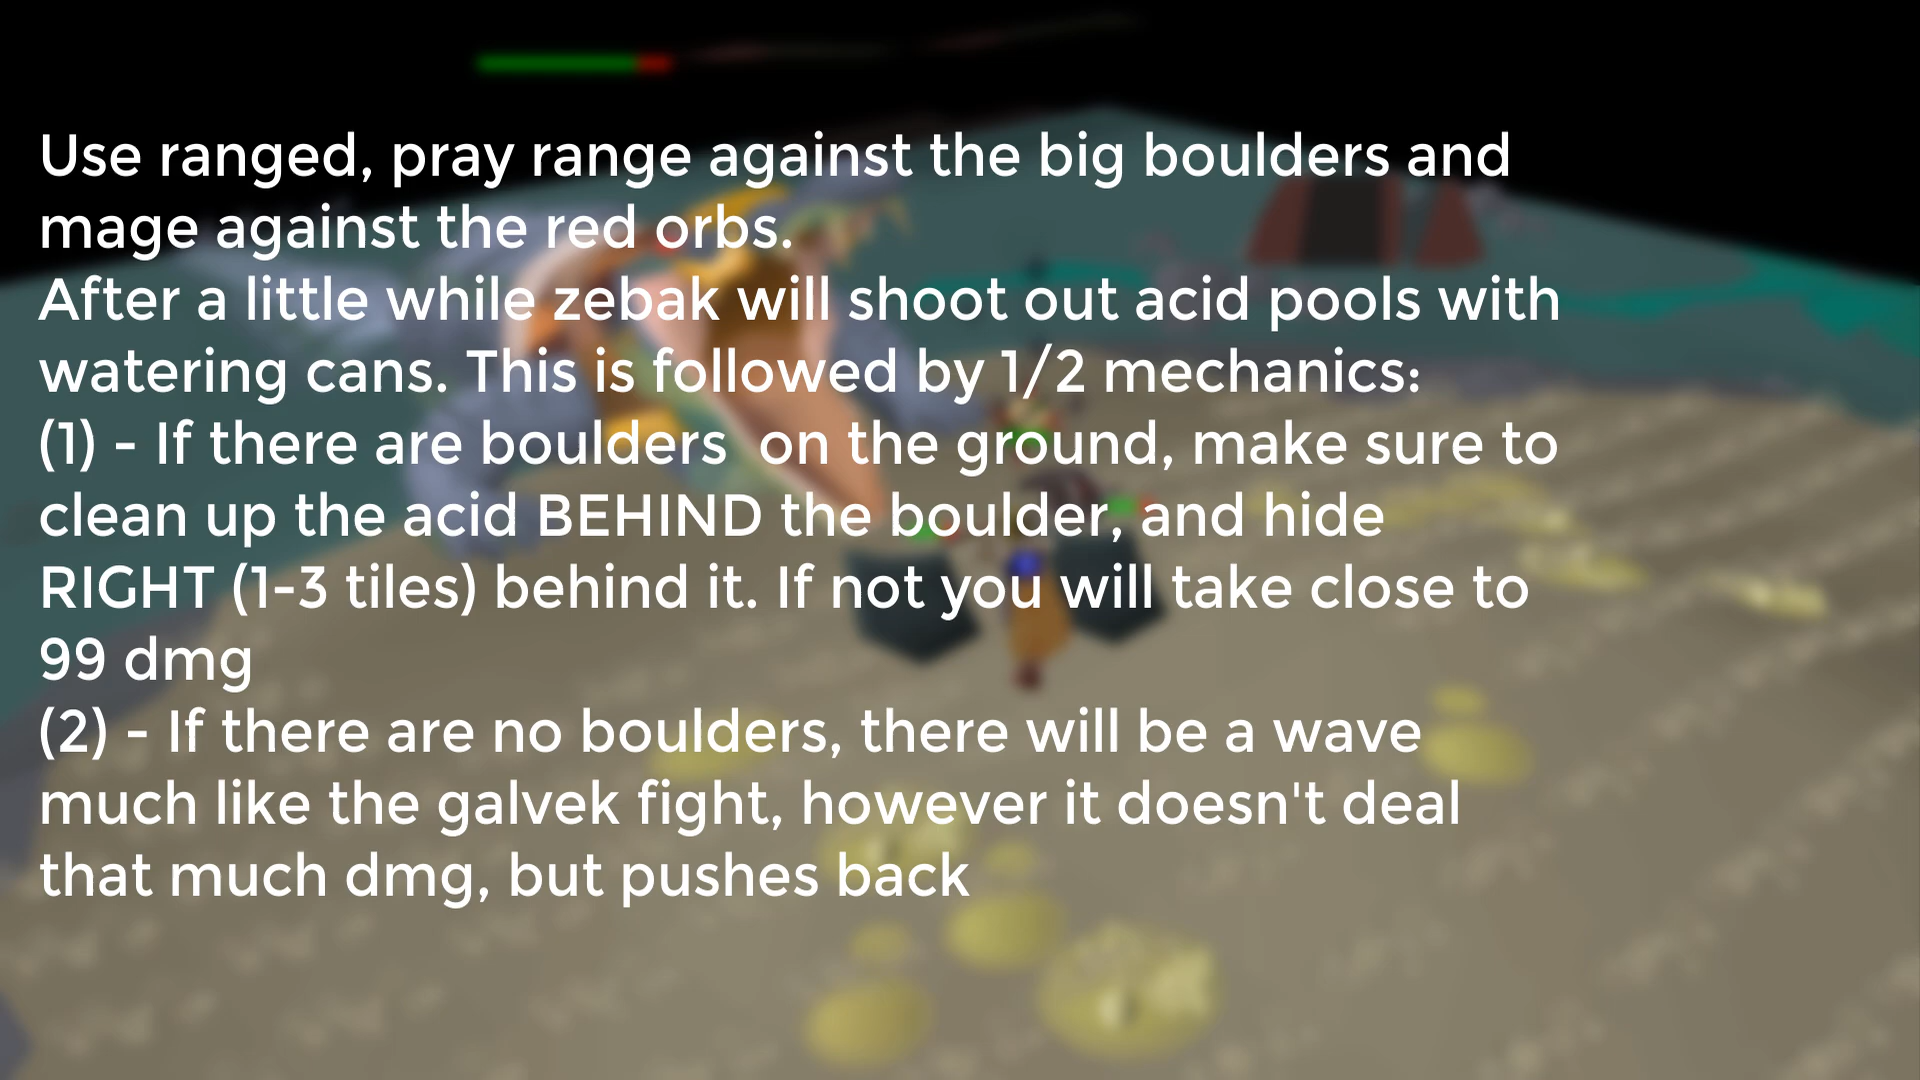 Use ranged, pray range against the big boulders and
mage against the red orbs.
After a little while zebak will shoot out acid pools with
watering cans. This is followed by 1/2 mechanics:
(1) - If there are boulders  on the ground, make sure to
clean up the acid BEHIND the boulder, and hide
RIGHT (1-3 tiles) behind it. If not you will take close to
99 dmg
(2) - If there are no boulders, there will be a wave
much like the galvek fight, however it doesn't deal
that much dmg, but pushes back